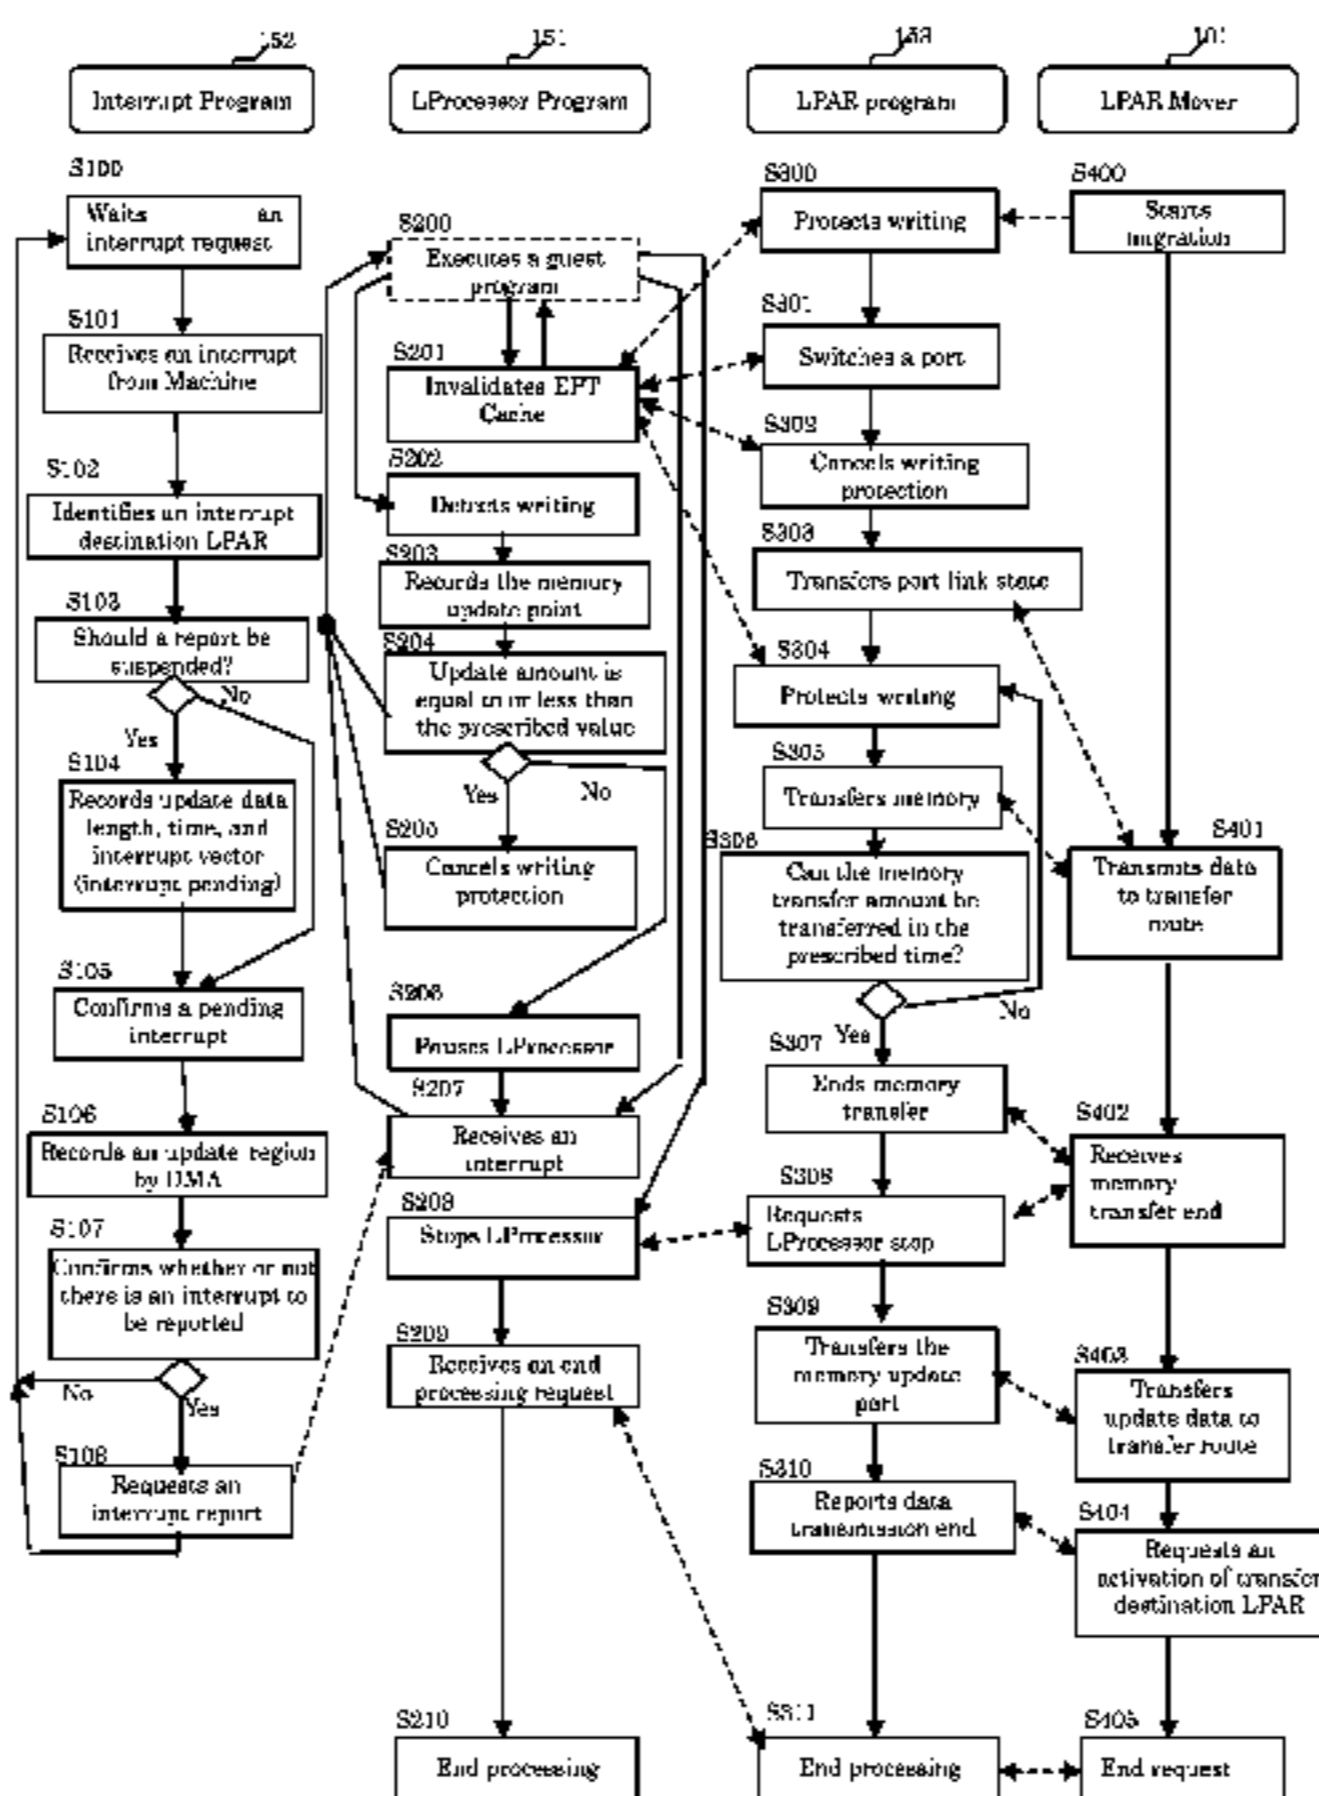 152
Interrupt Program
S100
Waits an
interrupt request
S101
Receives an interrupt
from Machine
S102
Identifies an interrupt
destination LPAR
S103
Should a report be
suspended?
No
Yes
S104
Records update data
length, time, and
interrupt vector
(interrupt pending)
S105
Confirms a pending
interrupt
S106
Records an update region
by DMA
S107
Confirms whether or not
there is an interrupt to
be reported
No
Yes
S108
Requests an
interrupt report
151
LProcessor Program
S200
Executes a guest
program
S201
Invalidates EPT
Cache
S202
Detects writing
S203
Records the memory
update point
S204
Update amount is
equal to or less than
the prescribed value
Yes
No
S205
Cancels writing
protection
S206
Pauses LProcessor
S207
Receives an
interrupt
S208
Stops LProcessor
S209
Receives an end
processing request
S210
End processing
153
LPAR program
S300
Protects writing
S301
Switches a port
S302
Cancels writing
protection
S303
Transfers port link state
S304
Protects writing
S305
Transfers memory
S306
Can the memory
transfer amount be
transferred in the
prescribed time?
No
Yes
S307
Ends memory
transfer
S308
Requests
LProcessor stop
S309
Transfers the
memory update
part
S310
Reports data
transmission end
S311
End processing
101
LPAR Mover
S400
Starts
migration
S401
Transmits data
to transfer
route
S402
Receives
memory
transfer end
S403
Transfers
update data to
transfer route
S404
Requests an
activation of transfer
destination LPAR
S405
End request